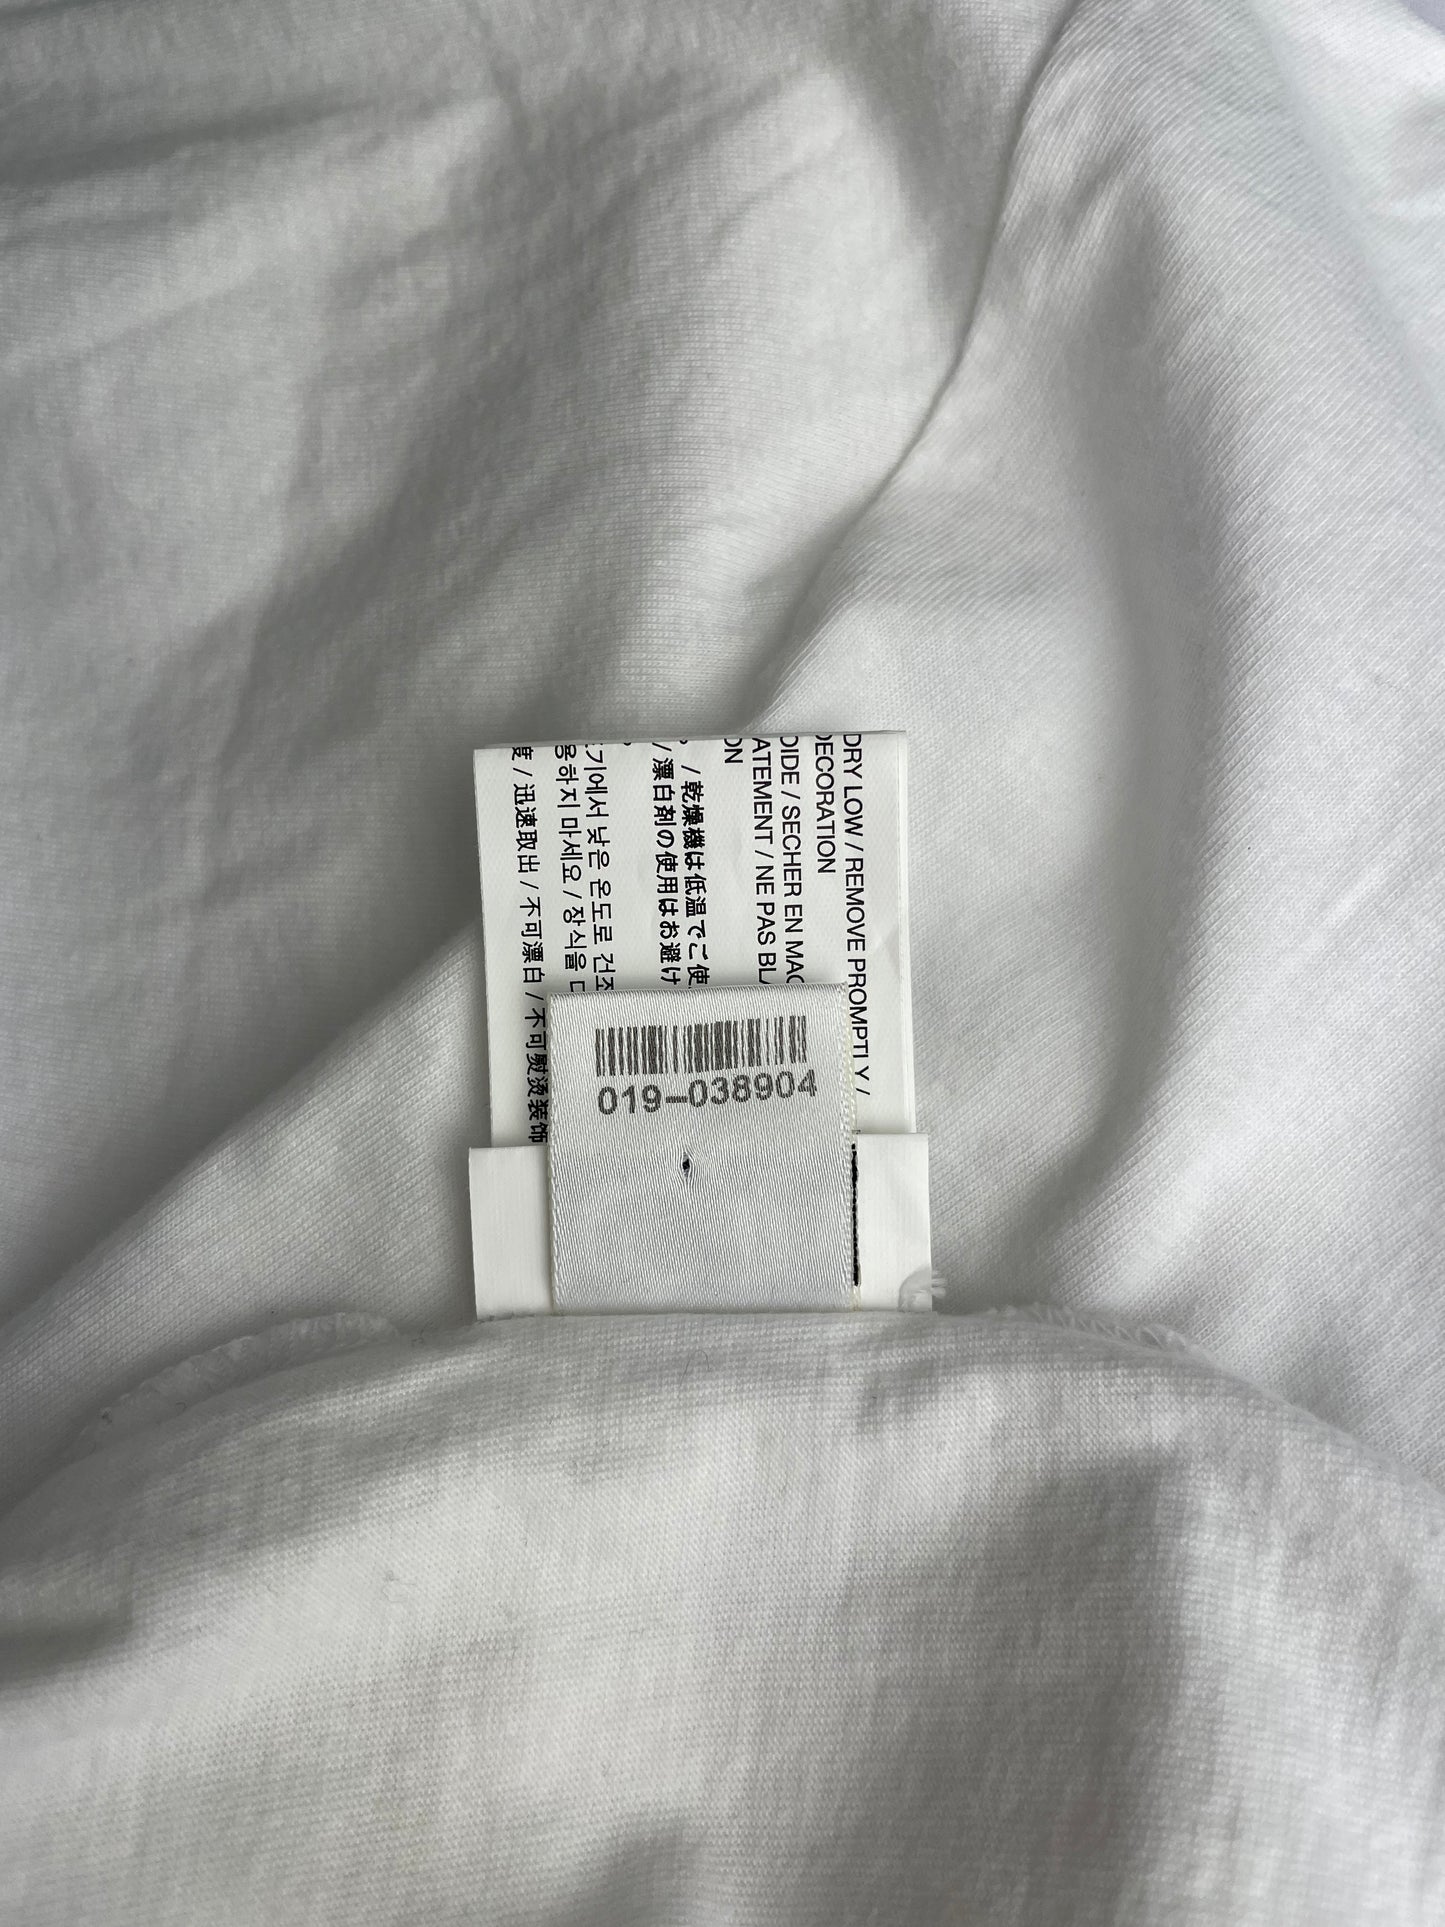 DRY LOW / REMOVE PROMPTLY /
DECORATION
OIDE / SECHER EN MAC
ATEMENT / NE PAS BL
ON
/ 乾燥機は低温でご使
/ 漂白剤の使用はお避け
기에서 낮은 온도로 건조
용하지 마세요 / 장식을 다
度 / 迅速取出 / 不可漂白 / 不可熨烫装饰
019-038904